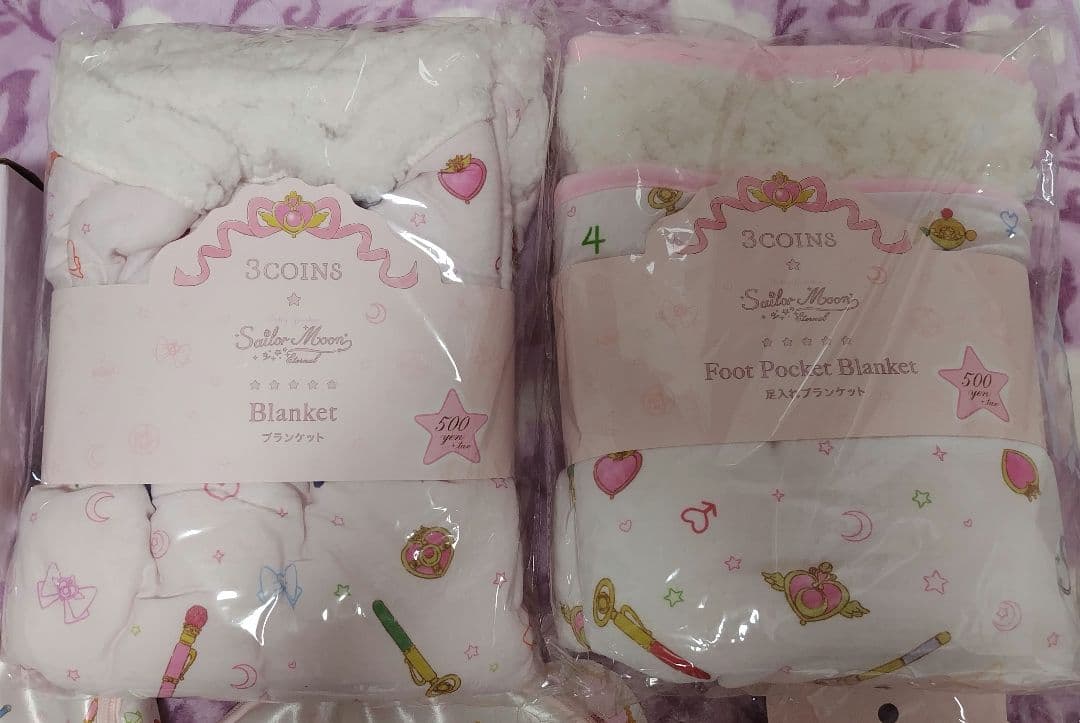 3COINS
Sailor Moon
Eternal
Blanket
ブランケット
500
yen
+tax
4
3COINS
Sailor Moon
Eternal
Foot Pocket Blanket
足入れブランケット
500
yen
+tax